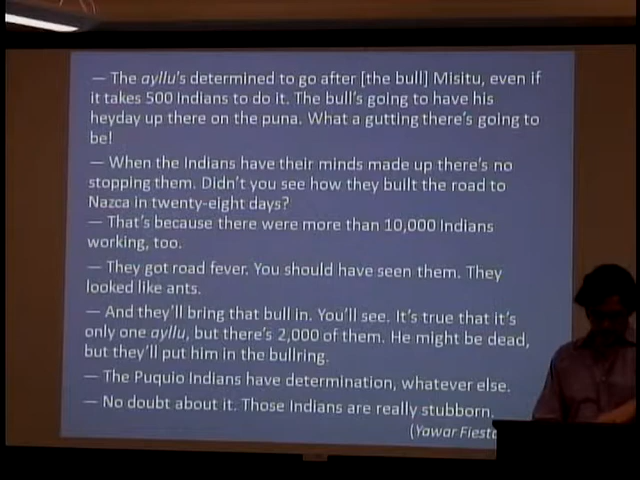 — The ayllu's determined to go after [the bull] Misitu, even if
it takes 500 Indians to do it. The bull's going to have his
heyday up there on the puna. What a gutting there's going to
be!
— When the Indians have their minds made up there's no
stopping them. Didn't you see how they built the road to
Nazca in twenty-eight days?
— That's because there were more than 10,000 Indians
working, too.
— They got road fever. You should have seen them. They
looked like ants.
— And they'll bring that bull in. You'll see. It's true that it's
only one ayllu, but there's 2,000 of them. He might be dead,
but they'll put him in the bullring.
— The Puquio Indians have determination, whatever else.
— No doubt about it. Those Indians are really stubborn.
(Yawar Fiesta